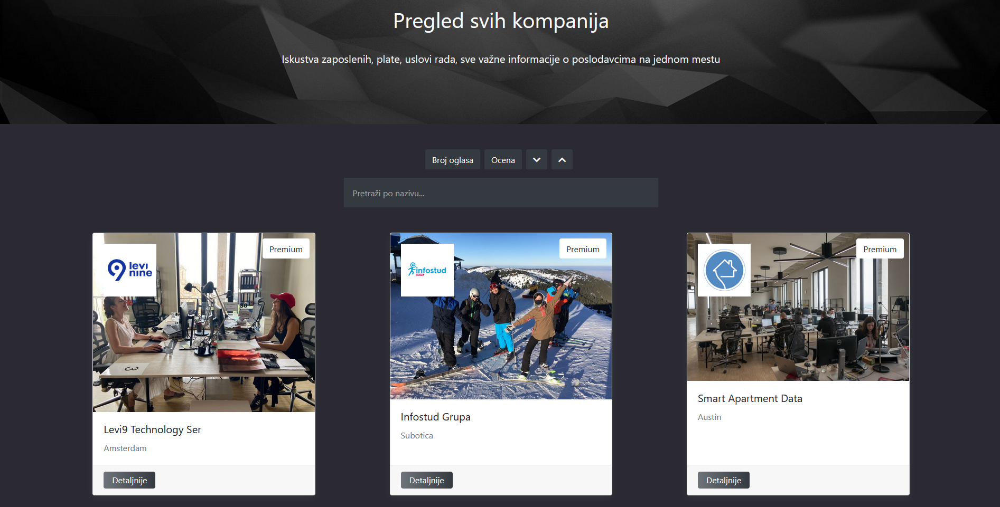 Pregled svih kompanija
Iskustva zaposlenih, plate, uslovi rada, sve važne informacije o poslodavcima na jednom mestu
Broj oglasa
Ocena
Pretraži po nazivu...
levi
nine
Premium
30
3
Levi9 Technology Ser
Amsterdam
Detaljnije
infostud
Premium
Infostud Grupa
Subotica
Detaljnije
Premium
Smart Apartment Data
Austin
Detaljnije